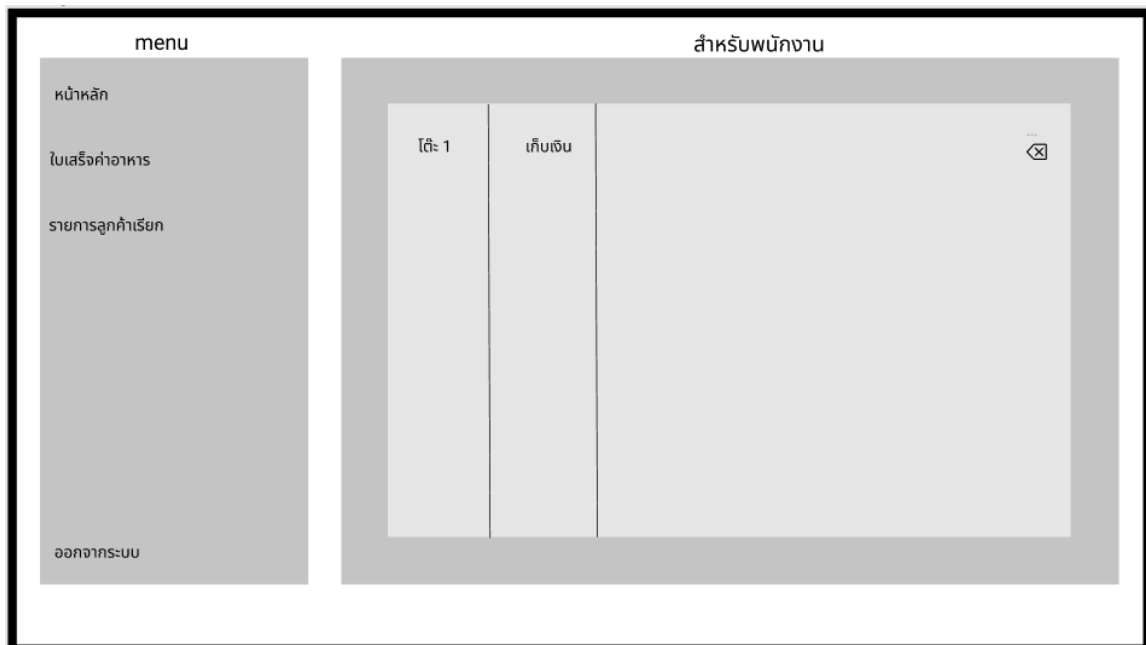 menu
สำหรับพนักงาน
หน้าหลัก
ใบเสร็จค่าอาหาร
รายการลูกค้าเรียก
ออกจากระบบ
โต๊ะ 1
เก็บเงิน
...